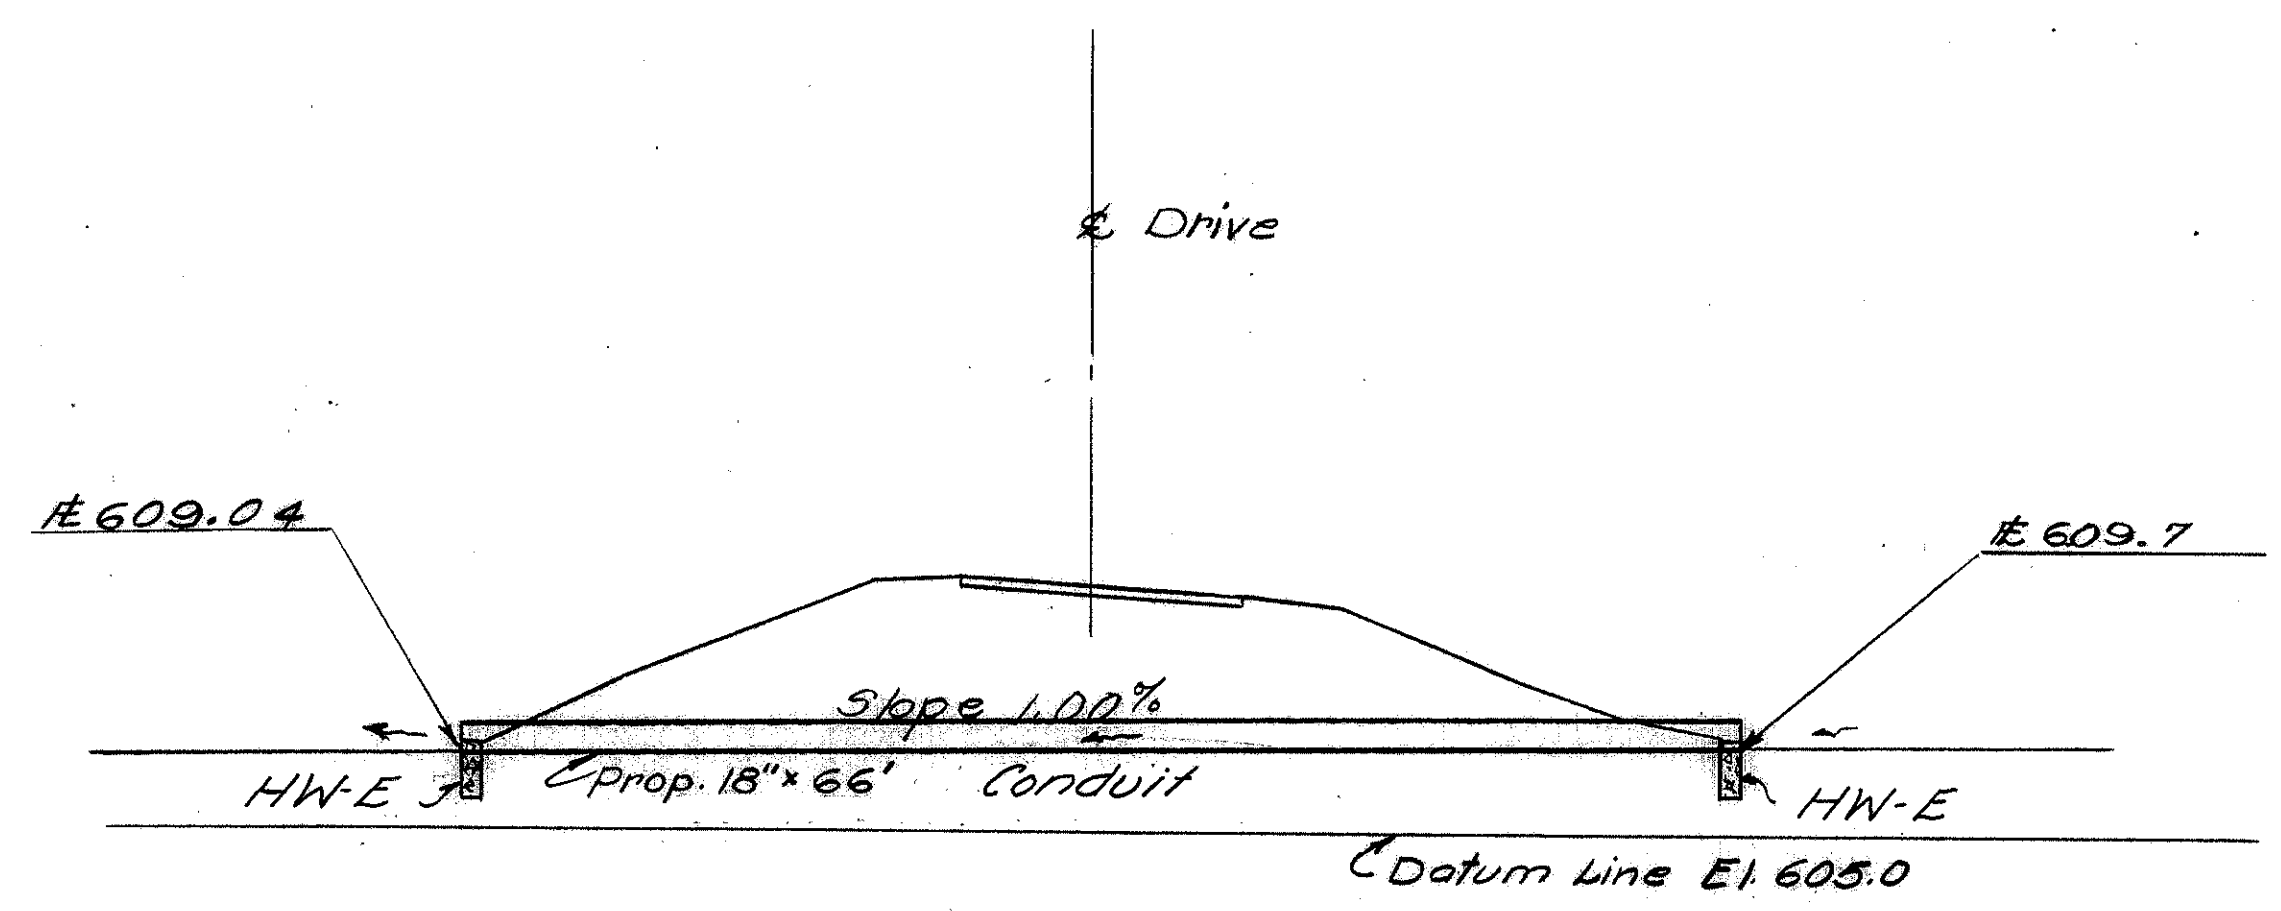 ℄ Drive
FL 609.04
FL 609.7
Slope 1.00%
HW-E
Prop. 18"x 66' Conduit
HW-E
Datum Line El. 605.0